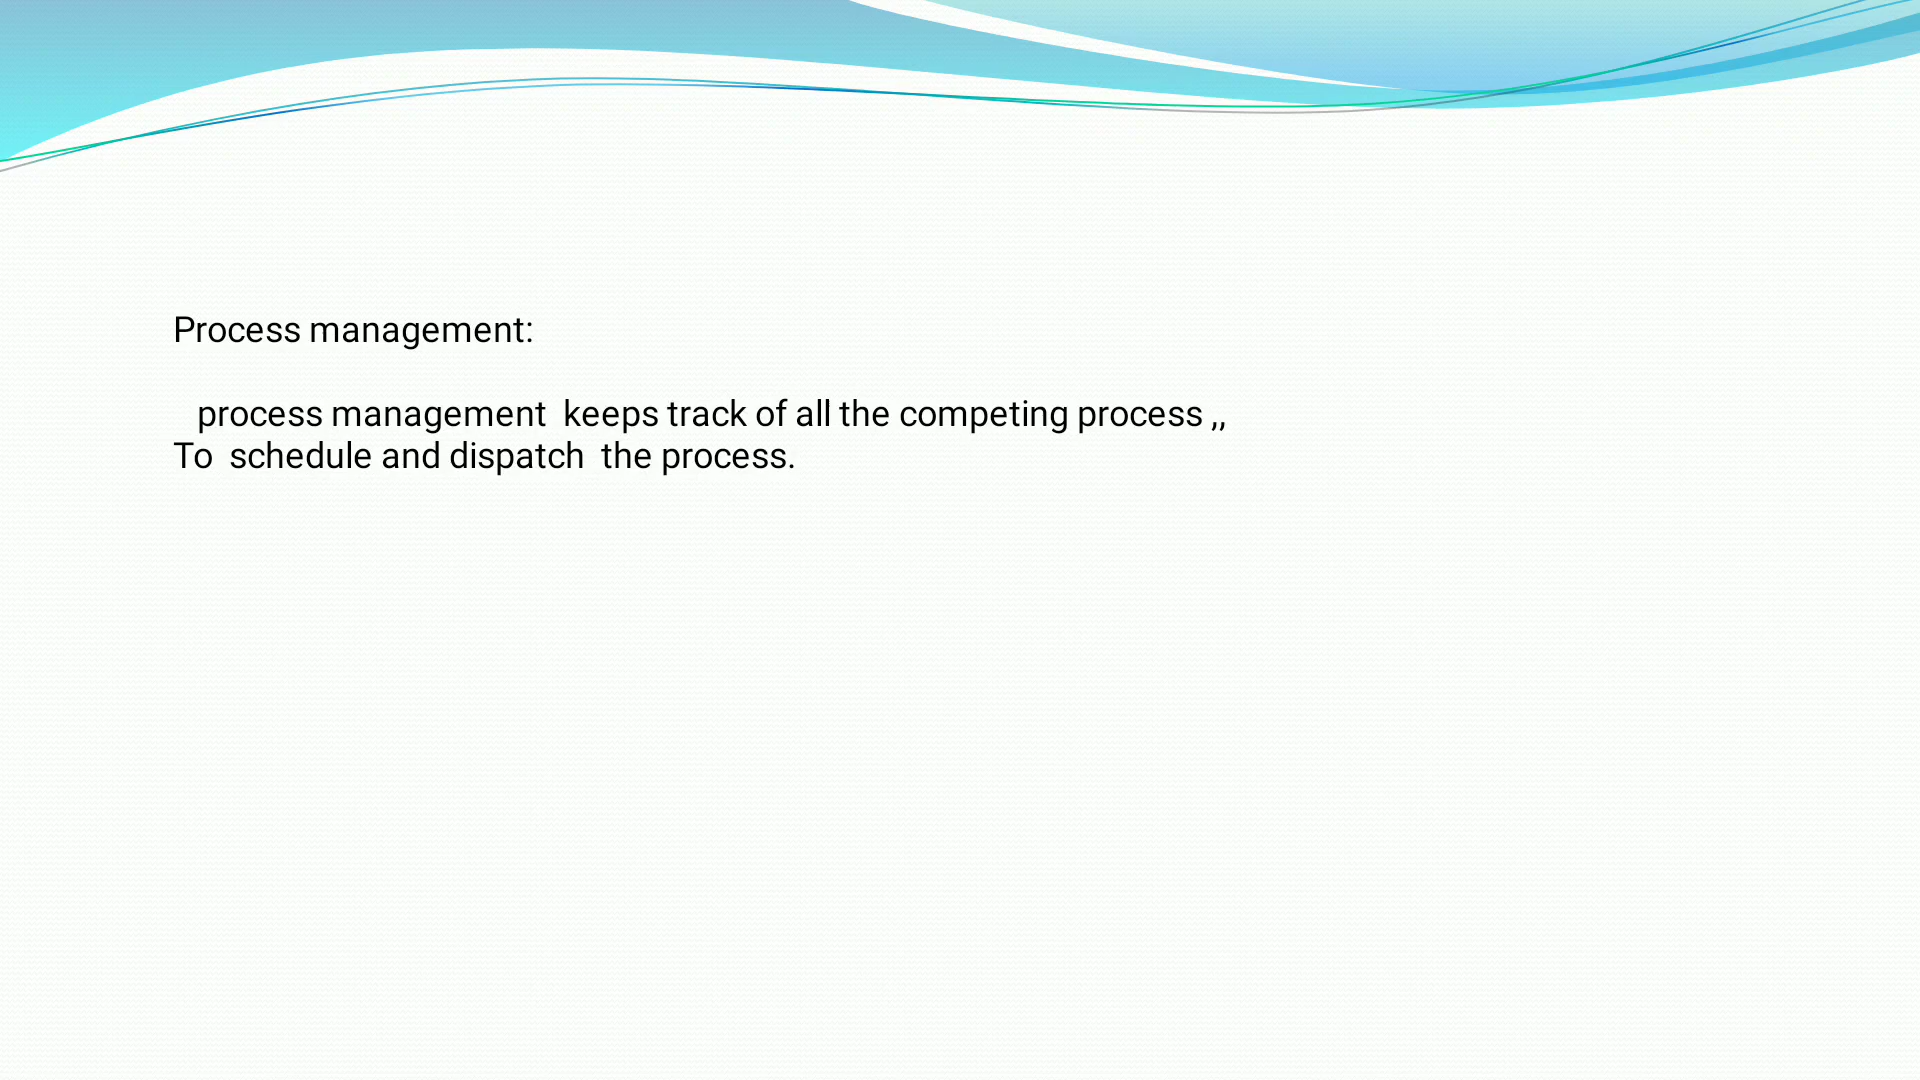 Process management:
process management  keeps track of all the competing process ,,
To  schedule and dispatch  the process.